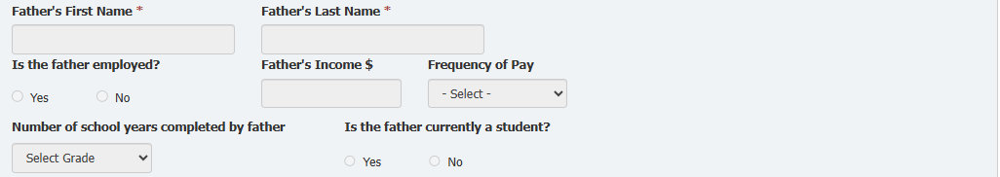 Father's First Name * Father's Last Name *
Is the father employed? Father's Income $ Frequency of Pay
Yes No - Select -
Number of school years completed by father Is the father currently a student?
Select Grade Yes No